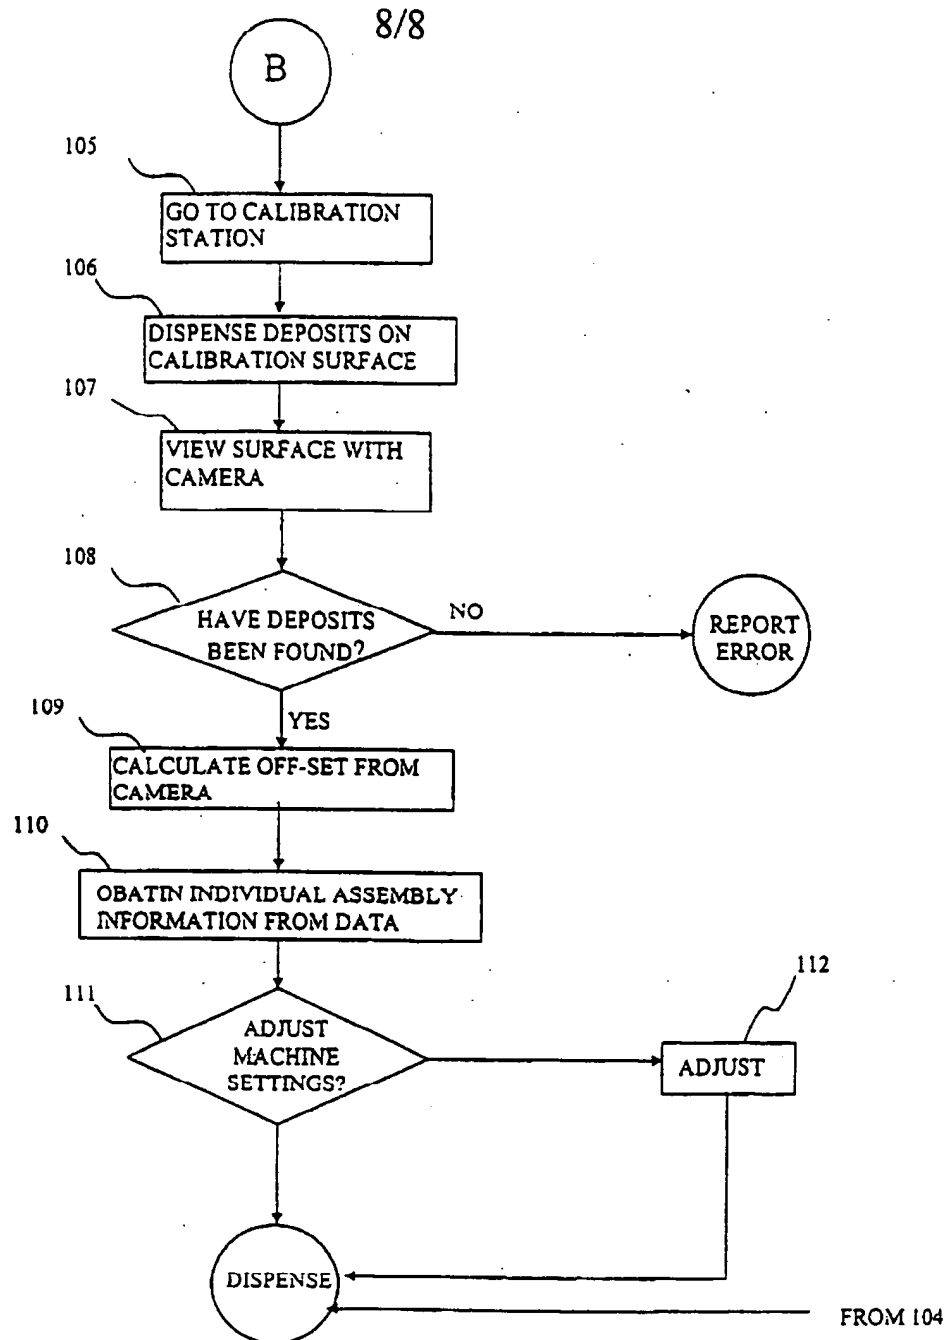 8/8
B
105
GO TO CALIBRATION
STATION
106
DISPENSE DEPOSITS ON
CALIBRATION SURFACE
107
VIEW SURFACE WITH
CAMERA
108
HAVE DEPOSITS
BEEN FOUND?
NO
REPORT
ERROR
YES
109
CALCULATE OFF-SET FROM
CAMERA
110
OBATIN INDIVIDUAL ASSEMBLY
INFORMATION FROM DATA
111
ADJUST
MACHINE
SETTINGS?
112
ADJUST
DISPENSE
FROM 104